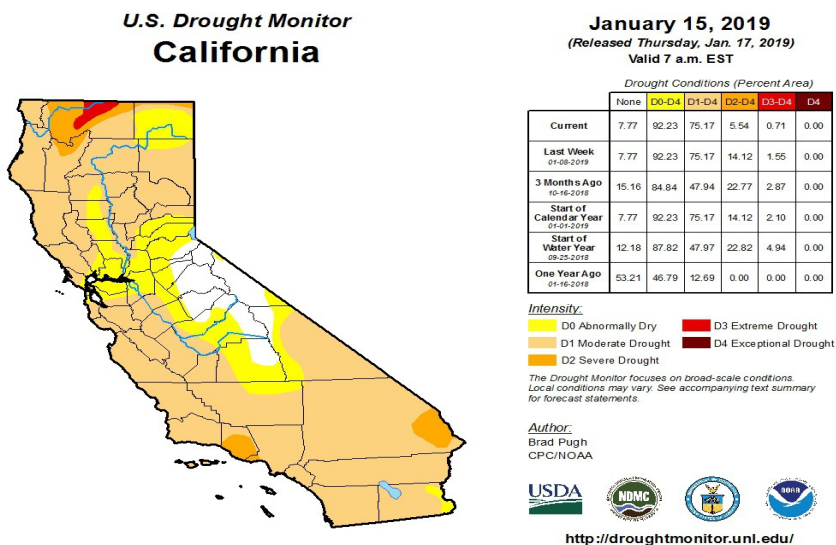 U.S. Drought Monitor
California
January 15, 2019
(Released Thursday, Jan. 17, 2019)
Valid 7 a.m. EST
Drought Conditions (Percent Area)
None D0-D4 D1-D4 D2-D4 D3-D4 D4
Current 7.77 92.23 75.17 5.54 0.71 0.00
Last Week
01-08-2019 7.77 92.23 75.17 14.12 1.55 0.00
3 Months Ago
10-16-2018 15.16 84.84 47.94 22.77 2.87 0.00
Start of
Calendar Year
01-01-2019 7.77 92.23 75.17 14.12 2.10 0.00
Start of
Water Year
09-25-2018 12.18 87.82 47.97 22.82 4.94 0.00
One Year Ago
01-16-2018 53.21 46.79 12.69 0.00 0.00 0.00
Intensity:
D0 Abnormally Dry
D1 Moderate Drought
D2 Severe Drought
D3 Extreme Drought
D4 Exceptional Drought
The Drought Monitor focuses on broad-scale conditions.
Local conditions may vary. See accompanying text summary
for forecast statements.
Author:
Brad Pugh
CPC/NOAA
USDA
NDMC
NOAA
http://droughtmonitor.unl.edu/